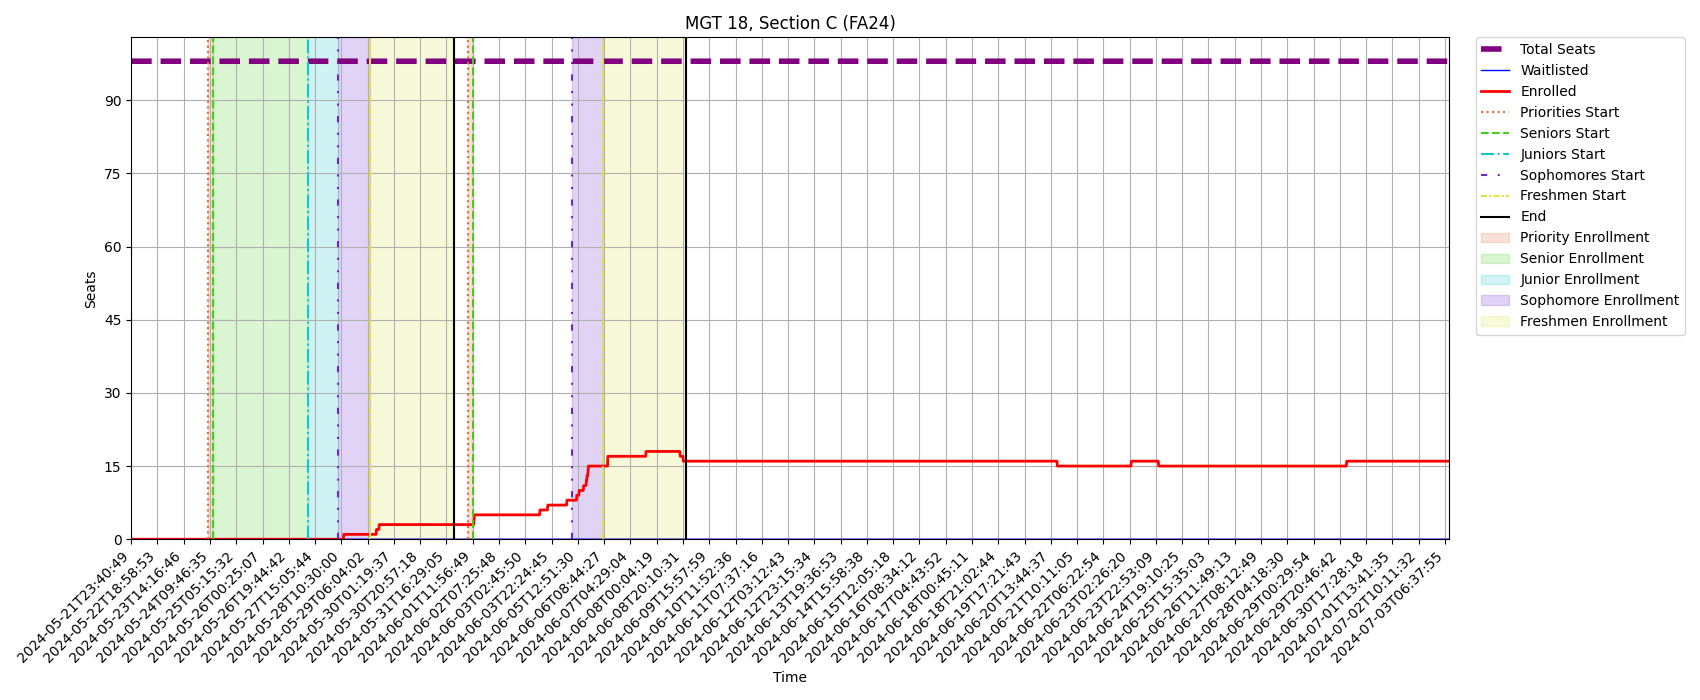 MGT 18, Section C (FA24)
Total Seats
Waitlisted
Enrolled
Priorities Start
Seniors Start
Juniors Start
Sophomores Start
Freshmen Start
End
Priority Enrollment
Senior Enrollment
Junior Enrollment
Sophomore Enrollment
Freshmen Enrollment
Seats
90
75
60
45
30
15
0
2024-05-21T23:40:49
2024-05-22T18:58:53
2024-05-23T14:16:46
2024-05-24T09:46:35
2024-05-25T05:15:32
2024-05-26T00:25:07
2024-05-26T19:44:42
2024-05-27T15:05:44
2024-05-28T10:30:00
2024-05-29T06:04:02
2024-05-30T01:19:37
2024-05-30T20:57:18
2024-05-31T16:29:05
2024-06-01T11:56:49
2024-06-02T07:25:48
2024-06-03T02:45:50
2024-06-03T22:24:45
2024-06-05T12:51:30
2024-06-06T08:44:27
2024-06-07T04:29:04
2024-06-08T00:04:19
2024-06-08T20:10:31
2024-06-09T15:57:59
2024-06-10T11:52:36
2024-06-11T07:37:16
2024-06-12T03:12:43
2024-06-12T23:15:34
2024-06-13T19:36:53
2024-06-14T15:58:38
2024-06-15T12:05:18
2024-06-16T08:34:12
2024-06-17T04:43:52
2024-06-18T00:45:11
2024-06-18T21:02:44
2024-06-19T17:21:43
2024-06-20T13:44:37
2024-06-21T10:11:05
2024-06-22T06:22:54
2024-06-23T02:26:20
2024-06-23T22:53:09
2024-06-24T19:10:25
2024-06-25T15:35:03
2024-06-26T11:49:13
2024-06-27T08:12:49
2024-06-28T04:18:30
2024-06-29T00:29:54
2024-06-29T20:46:42
2024-06-30T17:28:18
2024-07-01T13:41:35
2024-07-02T10:11:32
2024-07-03T06:37:55
Time